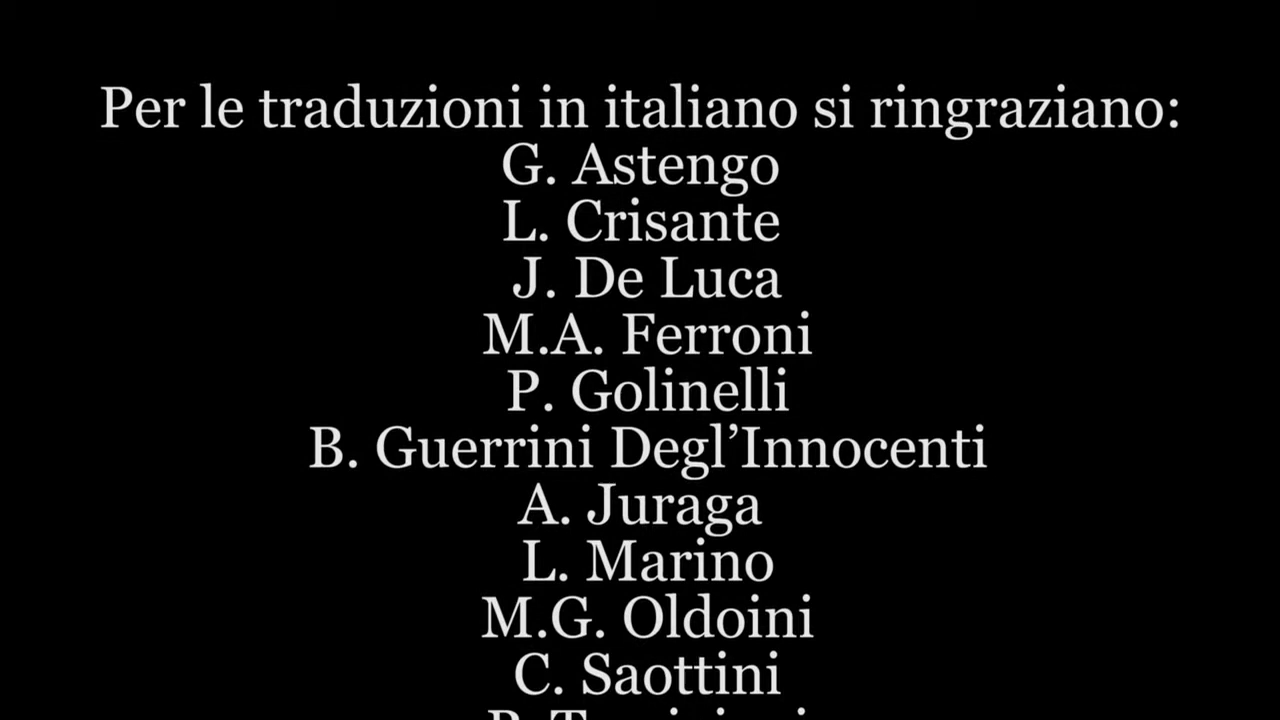 Per le traduzioni in italiano si ringraziano:
G. Astengo
L. Crisante
J. De Luca
M.A. Ferroni
P. Golinelli
B. Guerrini Degl’Innocenti
A. Juraga
L. Marino
M.G. Oldoini
C. Saottini